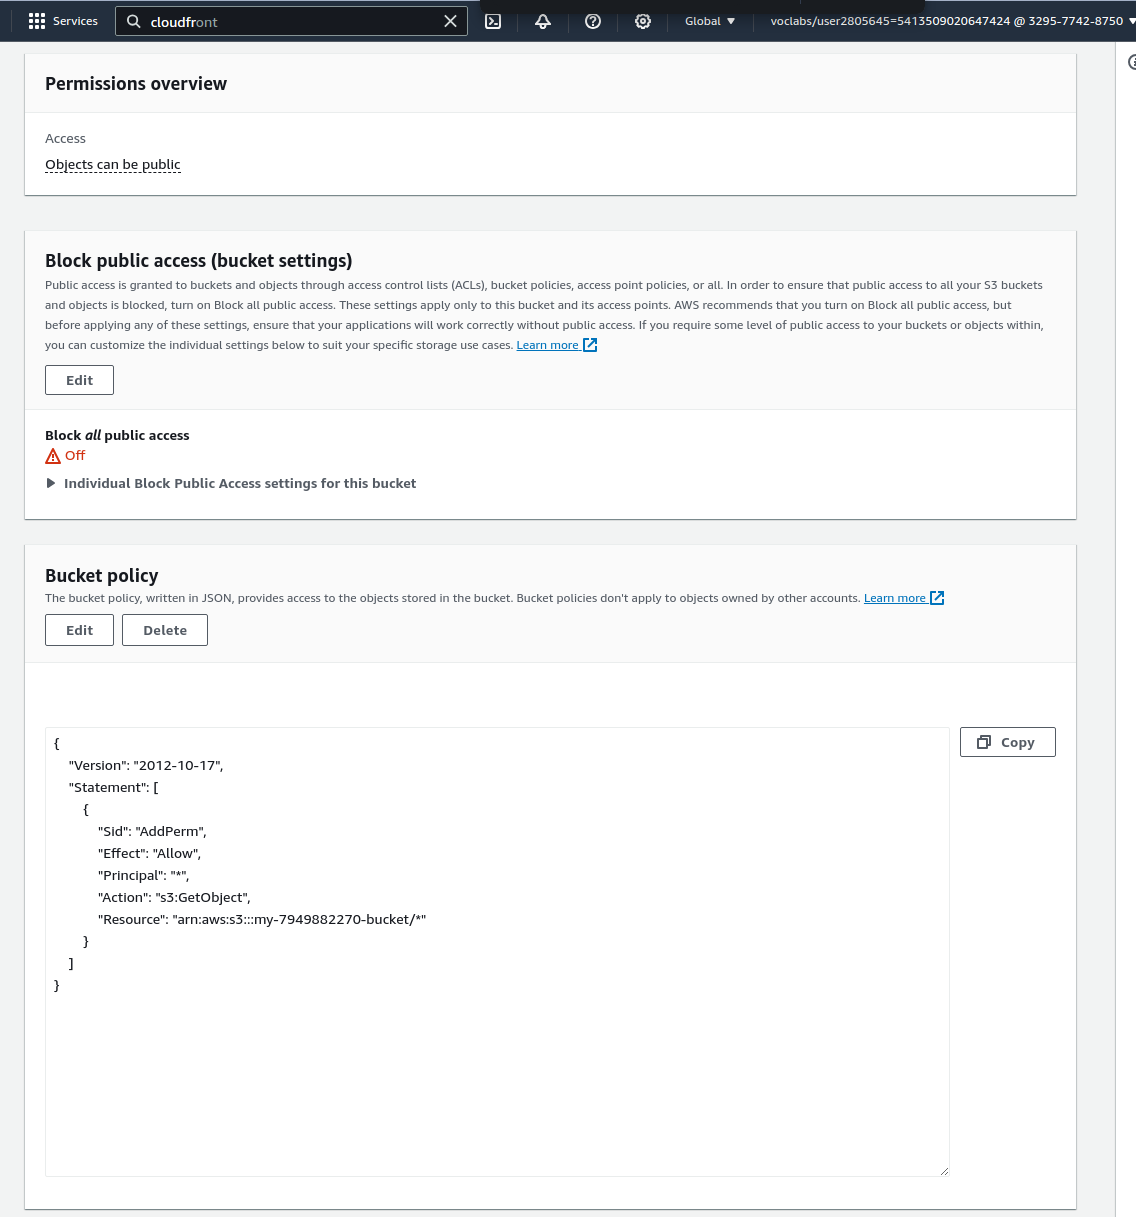 Services
cloudfront
Global
voclabs/user2805645=5413509020647424 @ 3295-7742-8750
Permissions overview
Access
Objects can be public
Block public access (bucket settings)
Public access is granted to buckets and objects through access control lists (ACLs), bucket policies, access point policies, or all. In order to ensure that public access to all your S3 buckets
and objects is blocked, turn on Block all public access. These settings apply only to this bucket and its access points. AWS recommends that you turn on Block all public access, but
before applying any of these settings, ensure that your applications will work correctly without public access. If you require some level of public access to your buckets or objects within,
you can customize the individual settings below to suit your specific storage use cases. Learn more
Edit
Block all public access
Off
Individual Block Public Access settings for this bucket
Bucket policy
The bucket policy, written in JSON, provides access to the objects stored in the bucket. Bucket policies don't apply to objects owned by other accounts. Learn more
Edit Delete
Copy
{
"Version": "2012-10-17",
"Statement": [
{
"Sid": "AddPerm",
"Effect": "Allow",
"Principal": "*",
"Action": "s3:GetObject",
"Resource": "arn:aws:s3:::my-7949882270-bucket/*"
}
]
}